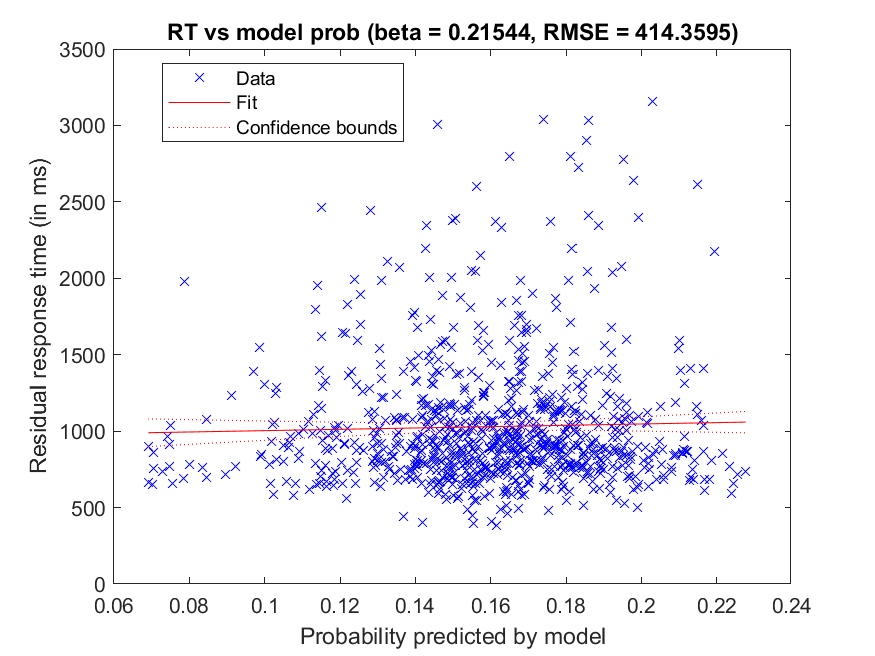 RT vs model prob (beta = 0.21544, RMSE = 414.3595)
3500
3000
2500
2000
1500
1000
500
0
Residual response time (in ms)
Data
Fit
Confidence bounds
0.06 0.08 0.1 0.12 0.14 0.16 0.18 0.2 0.22 0.24
Probability predicted by model